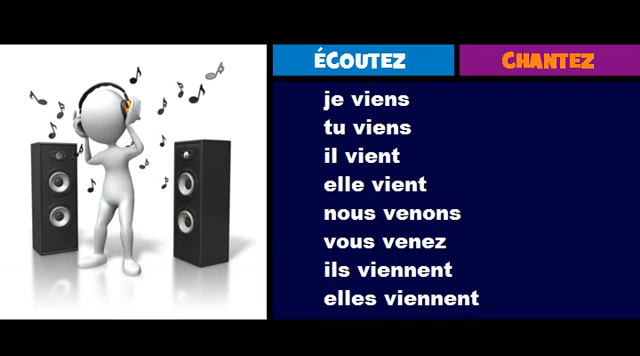 ÉCOUTEZ CHANTEZ
je viens
tu viens
il vient
elle vient
nous venons
vous venez
ils viennent
elles viennent